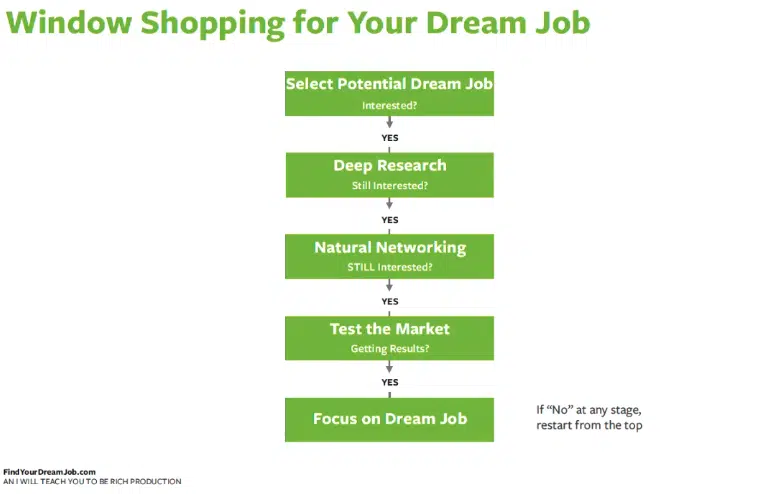 Window Shopping for Your Dream Job
Select Potential Dream Job
Interested?
YES
Deep Research
Still Interested?
YES
Natural Networking
STILL Interested?
YES
Test the Market
Getting Results?
YES
Focus on Dream Job
If “No” at any stage,
restart from the top
FindYourDreamJob.com
AN I WILL TEACH YOU TO BE RICH PRODUCTION